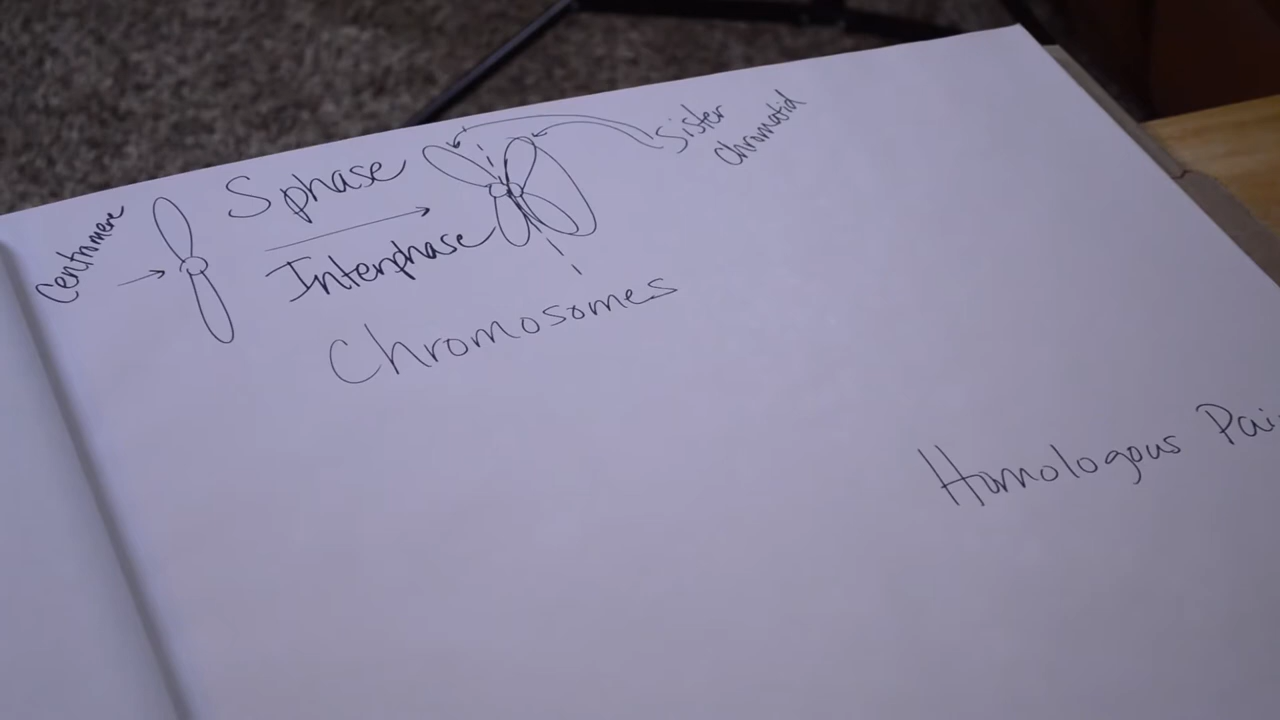 Centromere
S phase
Interphase
Sister
Chromatid
Chromosomes
Homologous Pai